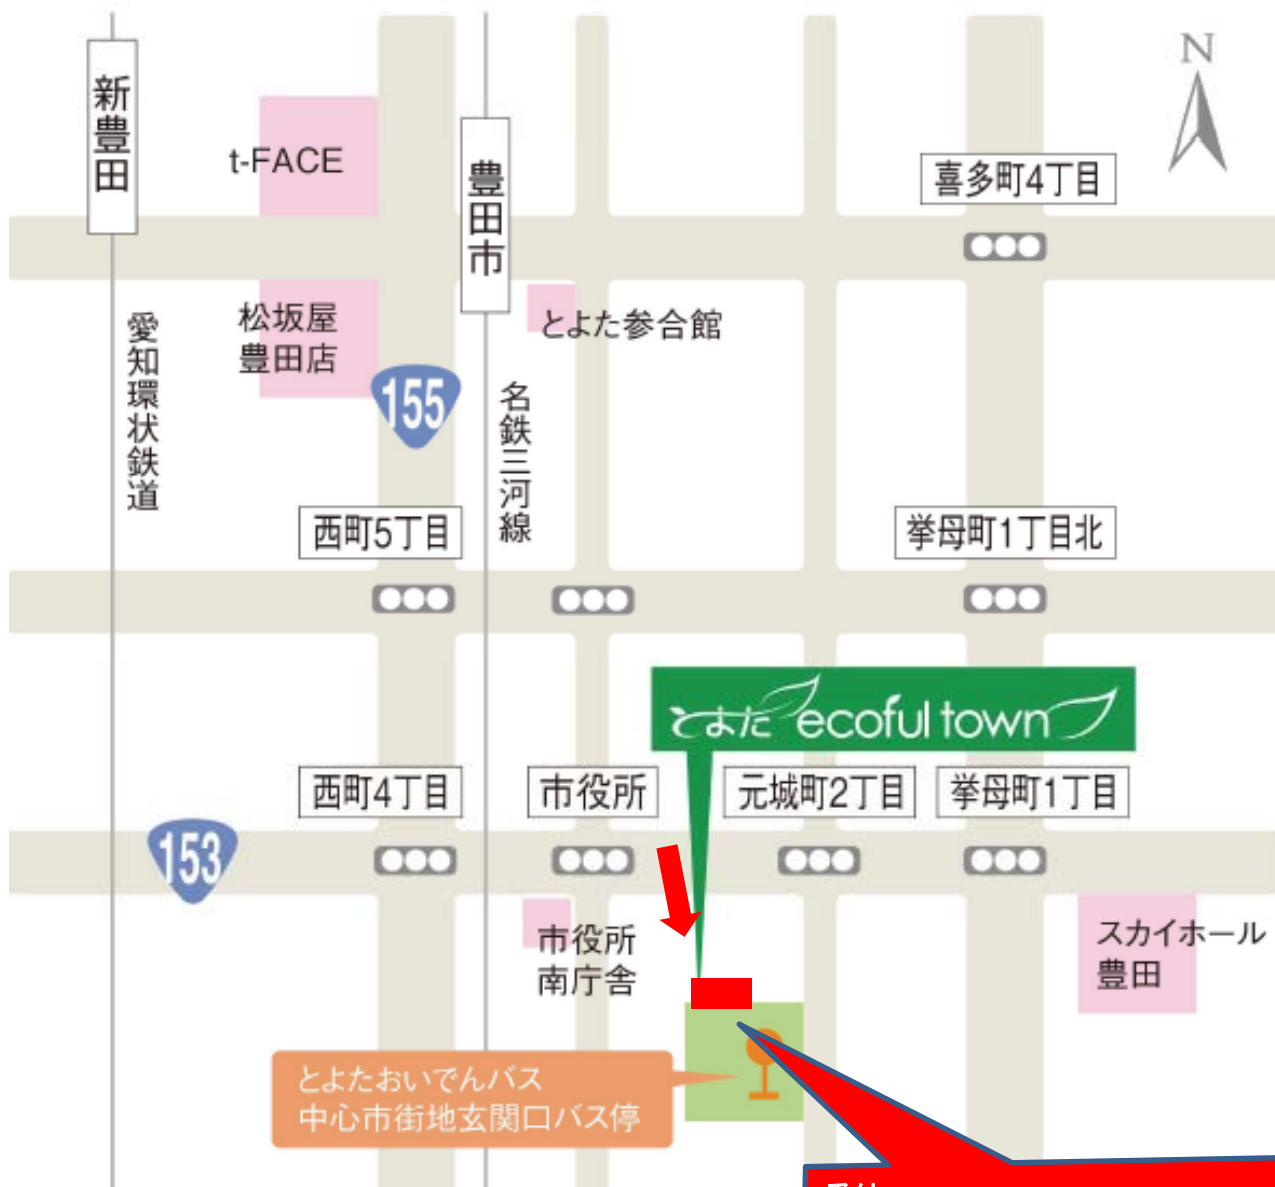 N
新豊田
t-FACE
豊田市
喜多町4丁目
松坂屋
豊田店
とよた参合館
愛知環状鉄道
155
名鉄三河線
西町5丁目
挙母町1丁目北
とよた ecoful town
西町4丁目
市役所
元城町2丁目
挙母町1丁目
153
市役所
南庁舎
スカイホール
豊田
とよたおいでんバス
中心市街地玄関口バス停